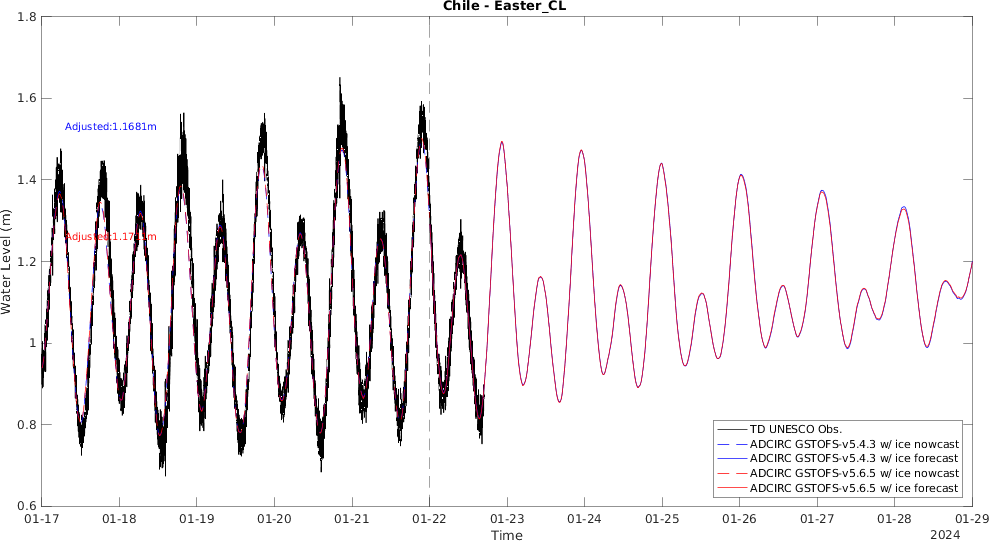 Chile - Easter_CL
1.8
1.6
1.4
1.2
1
0.8
0.6
Water Level (m)
Adjusted:1.1681m
TD UNESCO Obs.
ADCIRC GSTOFS-v5.4.3 w/ ice nowcast
ADCIRC GSTOFS-v5.4.3 w/ ice forecast
ADCIRC GSTOFS-v5.6.5 w/ ice nowcast
ADCIRC GSTOFS-v5.6.5 w/ ice forecast
01-17 01-18 01-19 01-20 01-21 01-22 01-23 01-24 01-25 01-26 01-27 01-28 01-29
Time
2024